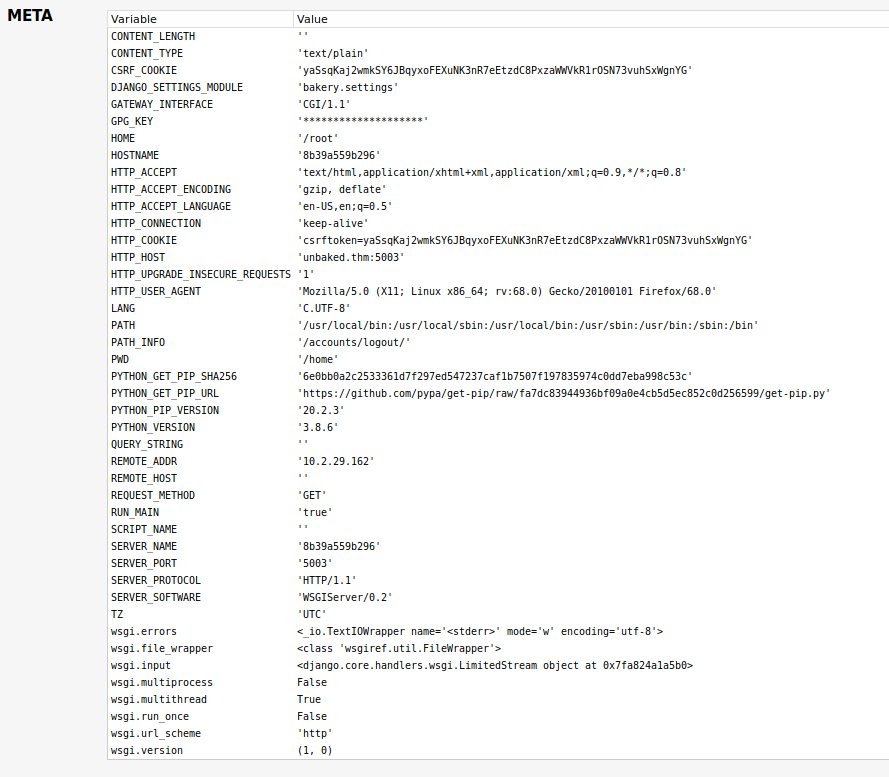 META
Variable Value
CONTENT_LENGTH ''
CONTENT_TYPE 'text/plain'
CSRF_COOKIE 'yaSsqKaj2wmkSY6JBqyxoFEXuNK3nR7eEtzdC8PxzaWWVkR1rOSN73vuhSxWgnYG'
DJANGO_SETTINGS_MODULE 'bakery.settings'
GATEWAY_INTERFACE 'CGI/1.1'
GPG_KEY '********************'
HOME '/root'
HOSTNAME '8b39a559b296'
HTTP_ACCEPT 'text/html,application/xhtml+xml,application/xml;q=0.9,*/*;q=0.8'
HTTP_ACCEPT_ENCODING 'gzip, deflate'
HTTP_ACCEPT_LANGUAGE 'en-US,en;q=0.5'
HTTP_CONNECTION 'keep-alive'
HTTP_COOKIE 'csrftoken=yaSsqKaj2wmkSY6JBqyxoFEXuNK3nR7eEtzdC8PxzaWWVkR1rOSN73vuhSxWgnYG'
HTTP_HOST 'unbaked.thm:5003'
HTTP_UPGRADE_INSECURE_REQUESTS '1'
HTTP_USER_AGENT 'Mozilla/5.0 (X11; Linux x86_64; rv:68.0) Gecko/20100101 Firefox/68.0'
LANG 'C.UTF-8'
PATH '/usr/local/bin:/usr/local/sbin:/usr/local/bin:/usr/sbin:/usr/bin:/sbin:/bin'
PATH_INFO '/accounts/logout/'
PWD '/home'
PYTHON_GET_PIP_SHA256 '6e0bb0a2c2533361d7f297ed547237caf1b7507f197835974c0dd7eba998c53c'
PYTHON_GET_PIP_URL 'https://github.com/pypa/get-pip/raw/fa7dc83944936bf09a0e4cb5d5ec852c0d256599/get-pip.py'
PYTHON_PIP_VERSION '20.2.3'
PYTHON_VERSION '3.8.6'
QUERY_STRING ''
REMOTE_ADDR '10.2.29.162'
REMOTE_HOST ''
REQUEST_METHOD 'GET'
RUN_MAIN 'true'
SCRIPT_NAME ''
SERVER_NAME '8b39a559b296'
SERVER_PORT '5003'
SERVER_PROTOCOL 'HTTP/1.1'
SERVER_SOFTWARE 'WSGIServer/0.2'
TZ 'UTC'
wsgi.errors <_io.TextIOWrapper name='<stderr>' mode='w' encoding='utf-8'>
wsgi.file_wrapper <class 'wsgiref.util.FileWrapper'>
wsgi.input <django.core.handlers.wsgi.LimitedStream object at 0x7fa824a1a5b0>
wsgi.multiprocess False
wsgi.multithread True
wsgi.run_once False
wsgi.url_scheme 'http'
wsgi.version (1, 0)